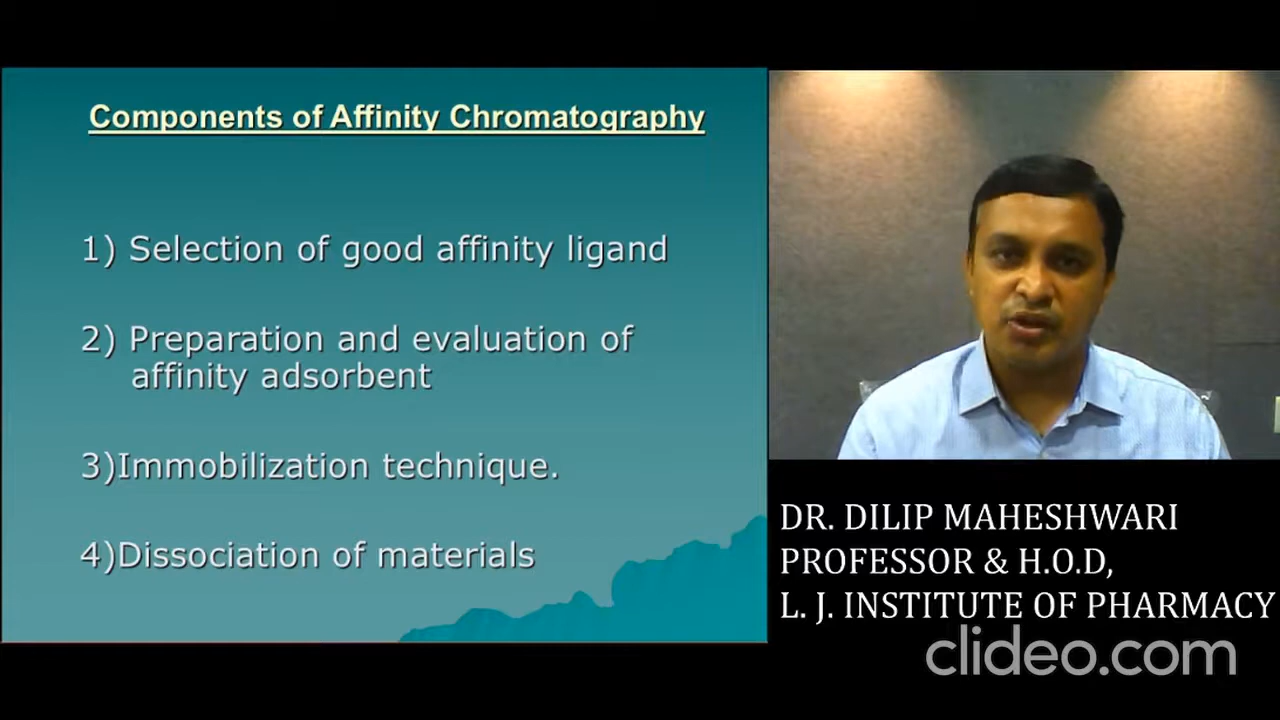 Components of Affinity Chromatography
1) Selection of good affinity ligand
2) Preparation and evaluation of
affinity adsorbent
3)Immobilization technique.
4)Dissociation of materials
DR. DILIP MAHESHWARI
PROFESSOR & H.O.D,
L. J. INSTITUTE OF PHARMACY
clideo.com